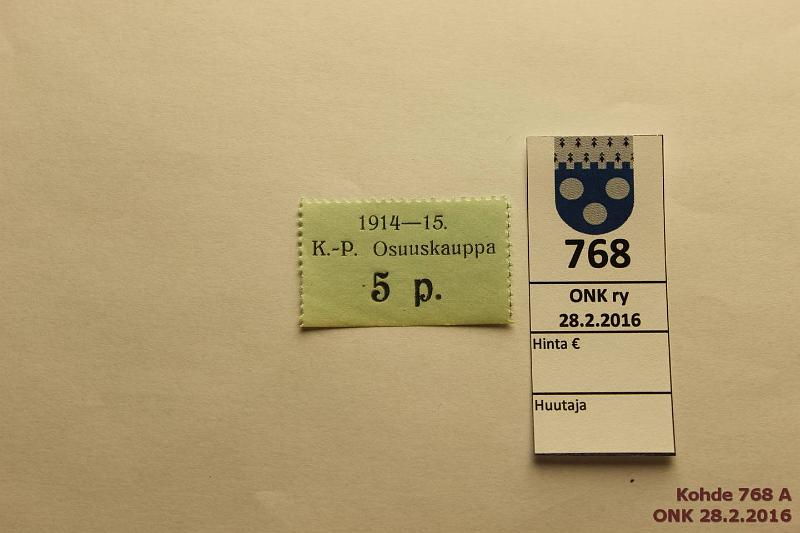 1914—15.
K.-P. Osuuskauppa
5 p.
768
ONK ry
28.2.2016
Hinta €
Huutaja
Kohde 768 A
ONK 28.2.2016